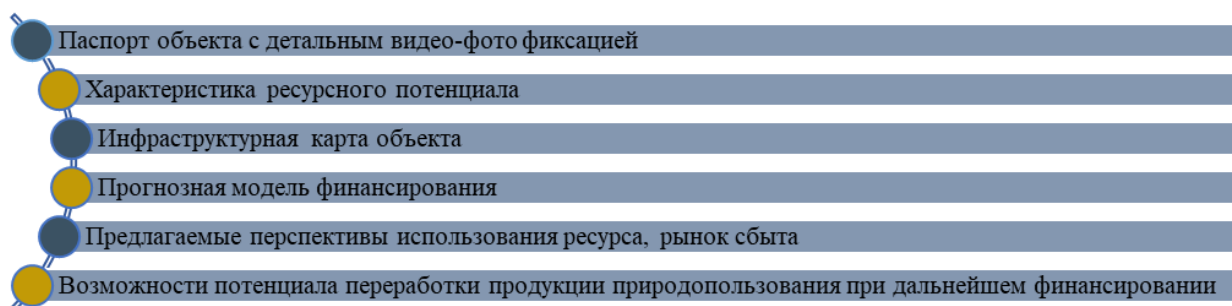 Паспорт объекта с детальным видео-фото фиксацией
Характеристика ресурсного потенциала
Инфраструктурная карта объекта
Прогнозная модель финансирования
Предлагаемые перспективы использования ресурса, рынок сбыта
Возможности потенциала переработки продукции природопользования при дальнейшем финансировании